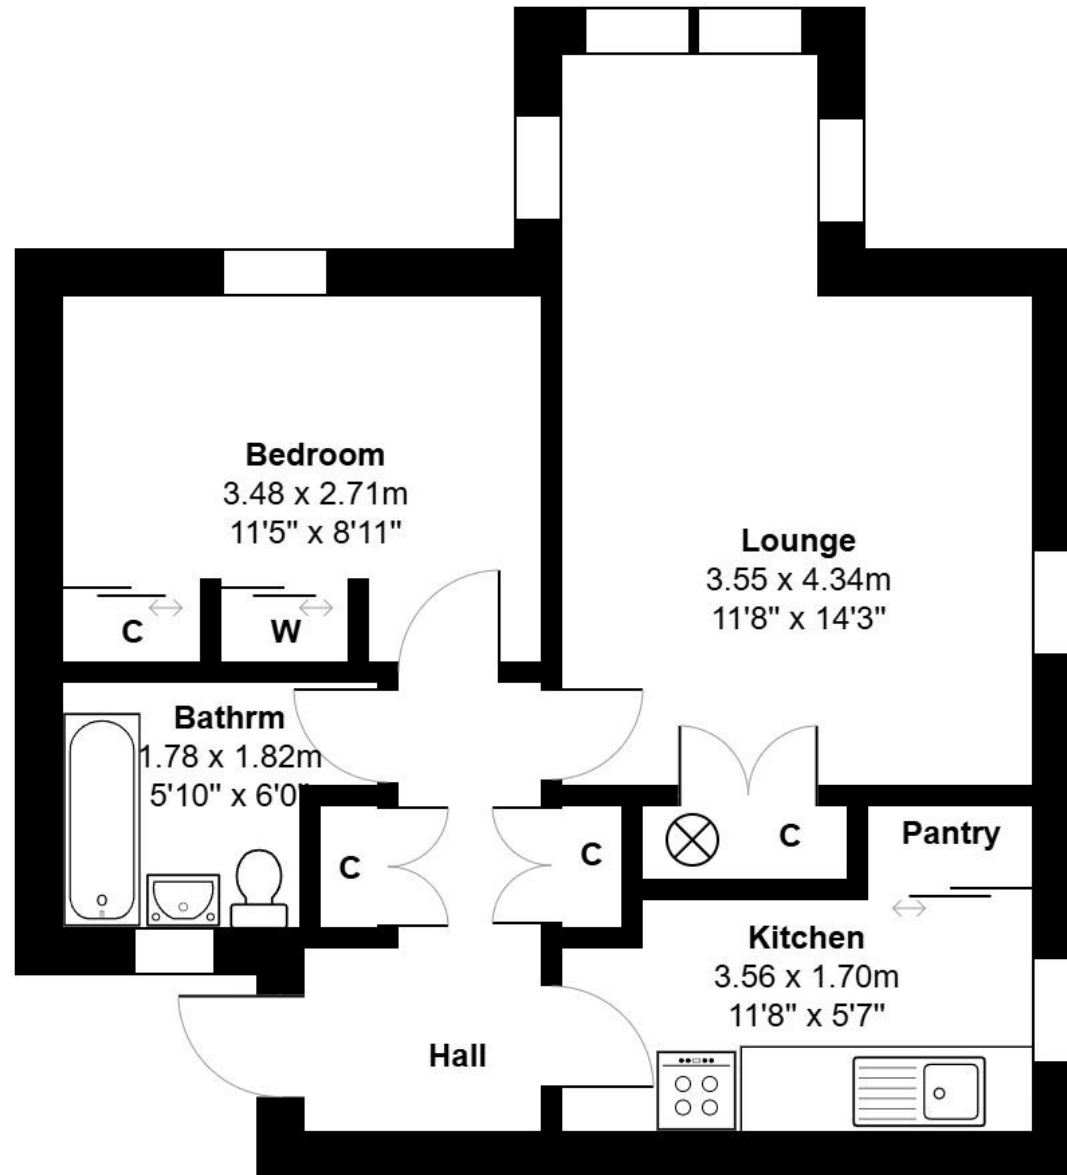 Bedroom
3.48 x 2.71m
11'5" x 8'11"
Lounge
3.55 x 4.34m
11'8" x 14'3"
C
W
Bathrm
1.78 x 1.82m
5'10" x 6'0"
C
C
C
Pantry
Kitchen
3.56 x 1.70m
11'8" x 5'7"
Hall